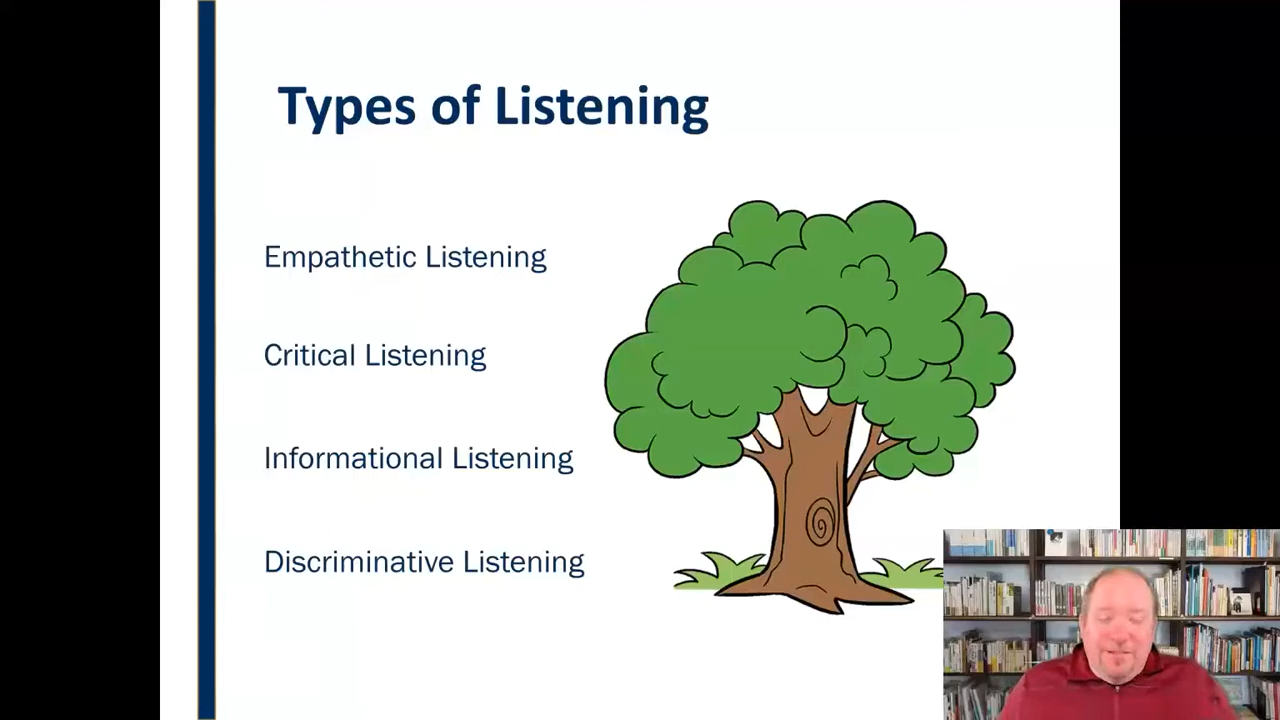 Types of Listening
Empathetic Listening
Critical Listening
Informational Listening
Discriminative Listening